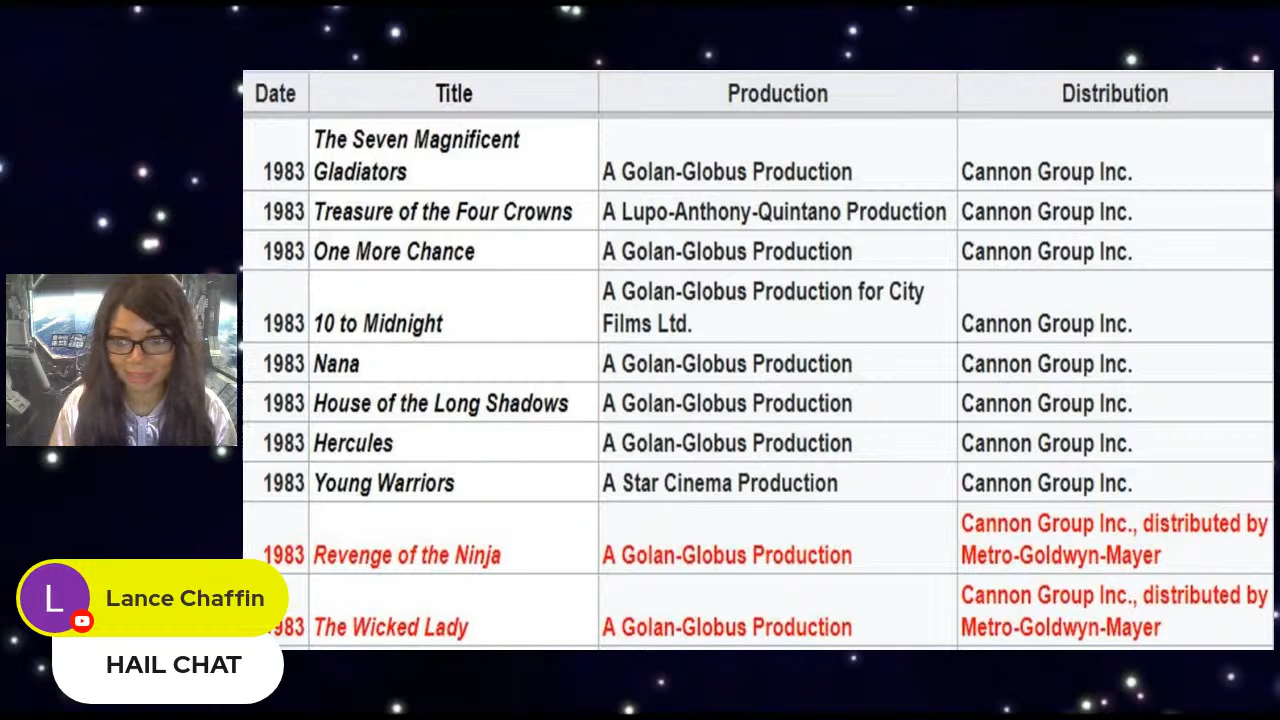 Date Title Production Distribution
The Seven Magnificent
1983 Gladiators A Golan-Globus Production Cannon Group Inc.
1983 Treasure of the Four Crowns A Lupo-Anthony-Quintano Production Cannon Group Inc.
1983 One More Chance A Golan-Globus Production Cannon Group Inc.
A Golan-Globus Production for City
1983 10 to Midnight Films Ltd. Cannon Group Inc.
1983 Nana A Golan-Globus Production Cannon Group Inc.
1983 House of the Long Shadows A Golan-Globus Production Cannon Group Inc.
1983 Hercules A Golan-Globus Production Cannon Group Inc.
1983 Young Warriors A Star Cinema Production Cannon Group Inc.
Cannon Group Inc., distributed by
1983 Revenge of the Ninja A Golan-Globus Production Metro-Goldwyn-Mayer
Cannon Group Inc., distributed by
983 The Wicked Lady A Golan-Globus Production Metro-Goldwyn-Mayer
L Lance Chaffin
HAIL CHAT